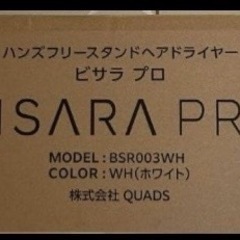 ハンズフリースタンドヘアドライヤー
ビサラ プロ
ISARA PR
MODEL : BSR003WH
COLOR : WH(ホワイト)
株式会社 QUADS